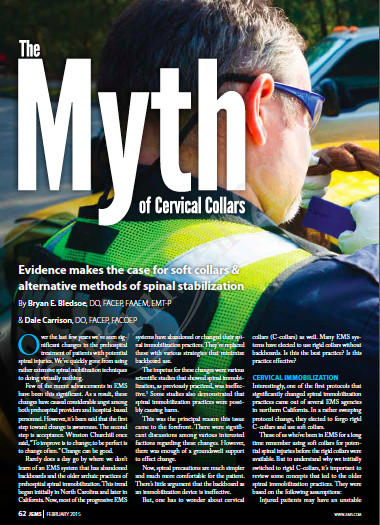 The
Myth
of Cervical Collars
Evidence makes the case for soft collars &
alternative methods of spinal stabilization
By Bryan E. Bledsoe, DO, FACEP, FAAEM, EMT-P
& Dale Carrison, DO, FACEP, FACOEP
Over the last few years we've seen sig-
nificant changes in the prehospital
treatment of patients with potential
spinal injuries. We've quickly gone from using
rather extensive spinal mobilization techniques
to doing virtually nothing.
Few of the recent advancements in EMS
have been this significant. As a result, these
changes have caused considerable angst among
both prehospital providers and hospital-based
personnel. However, it's been said that the first
step toward change is awareness. The second
step is acceptance. Winston Churchill once
said, "To improve is to change; to be perfect is
to change often." Change can be good.
Rarely does a day go by where we don't
learn of an EMS system that has abandoned
backboards and the older archaic practices of
prehospital spinal immobilization. This trend
began initially in North Carolina and later in
California. Now, most of the progressive EMS
systems have abandoned or changed their spi-
nal immobilization practices. They've replaced
these with various strategies that minimize
backboard use.
The impetus for these changes were various
scientific studies that showed spinal immobi-
lization, as previously practiced, was ineffec-
tive.¹ Some studies also demonstrated that
spinal immobilization practices were possi-
bly causing harm.
This was the principal reason this issue
came to the forefront. There were signifi-
cant discussions among various interested
factions regarding these changes. However,
there was enough of a groundswell support
to effect change.
Now, spinal precautions are much simpler
and much more comfortable for the patient.
There's little argument that the backboard as
an immobilization device is ineffective.
But, one has to wonder about cervical
collars (C-collars) as well. Many EMS sys-
tems have elected to use rigid collars without
backboards. Is this the best practice? Is this
practice effective?
CERVICAL IMMOBILIZATION
Interestingly, one of the first protocols that
significantly changed spinal immobilization
practices came out of several EMS agencies
in northern California. In a rather sweeping
protocol change, they elected to forgo rigid
C-collars and use soft collars.
Those of us who've been in EMS for a long
time remember using soft collars for poten-
tial spinal injuries before the rigid collars were
available. But to understand why we initially
switched to rigid C-collars, it's important to
review some concepts that led to the older
spinal immobilization practices. They were
based on the following assumptions:
Injured patients may have an unstable
62 JEMS | FEBRUARY 2015
WWW.JEMS.COM